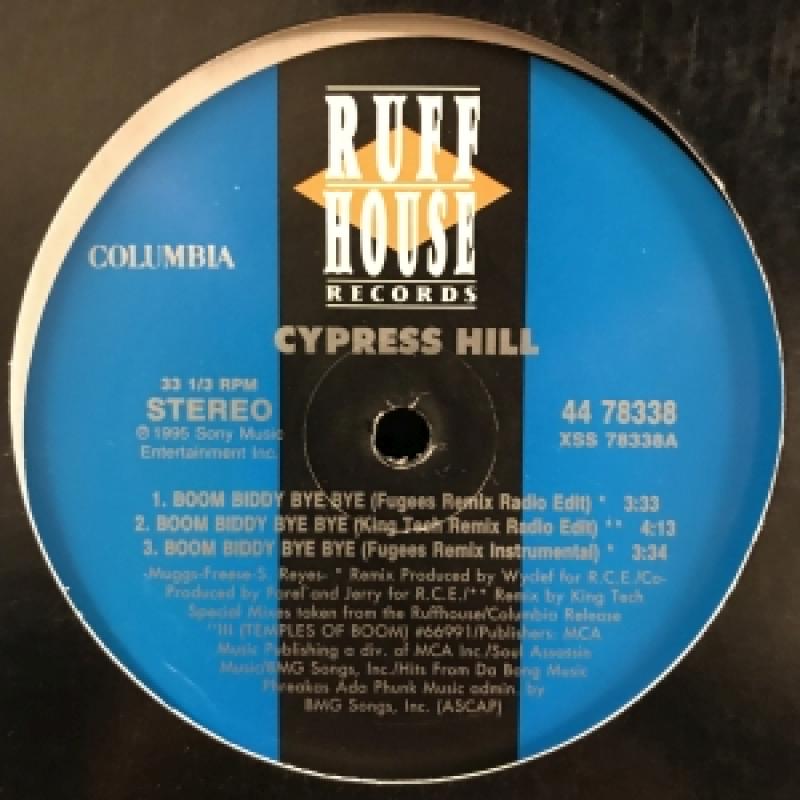 RUFF
HOUSE
RECORDS
COLUMBIA
CYPRESS HILL
33 1/3 RPM
STEREO
℗ 1995 Sony Music
Entertainment Inc.
44 78338
XSS 78338A
1. BOOM BIDDY BYE BYE (Fugees Remix Radio Edit) * 3:33
2. BOOM BIDDY BYE BYE (King Tech Remix Radio Edit) ** 4:13
3. BOOM BIDDY BYE BYE (Fugees Remix Instrumental) * 3:34
-Muggs-Freese-S. Reyes- * Remix Produced by Wyclef for R.C.E./Co-
Produced by Forel and Jerry for R.C.E./** Remix by King Tech
Special Mixes taken from the Ruffhouse/Columbia Release
"III (TEMPLES OF BOOM) #66991/Publishers: MCA
Music Publishing a div. of MCA Inc./Soul Assassin
Music/BMG Songs, Inc./Hits From Da Bong Music
Phreakas Ada Phunk Music admin. by
BMG Songs, Inc. (ASCAP)